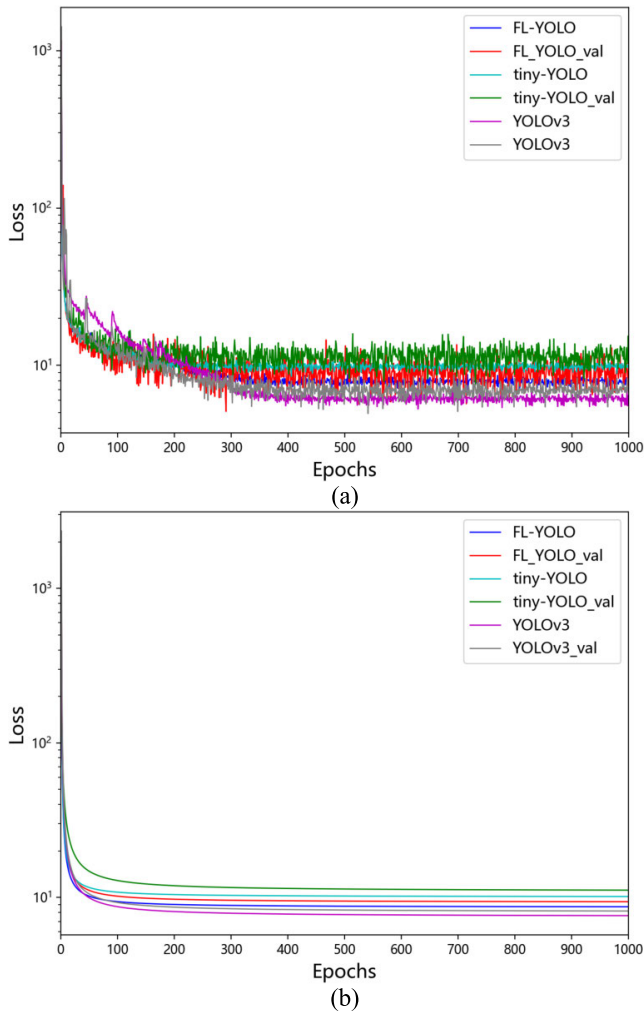 10³
10²
10¹
Loss
FL-YOLO
FL_YOLO_val
tiny-YOLO
tiny-YOLO_val
YOLOv3
YOLOv3
0 100 200 300 400 500 600 700 800 900 1000
Epochs
(a)
10³
10²
10¹
Loss
FL-YOLO
FL_YOLO_val
tiny-YOLO
tiny-YOLO_val
YOLOv3
YOLOv3_val
0 100 200 300 400 500 600 700 800 900 1000
Epochs
(b)